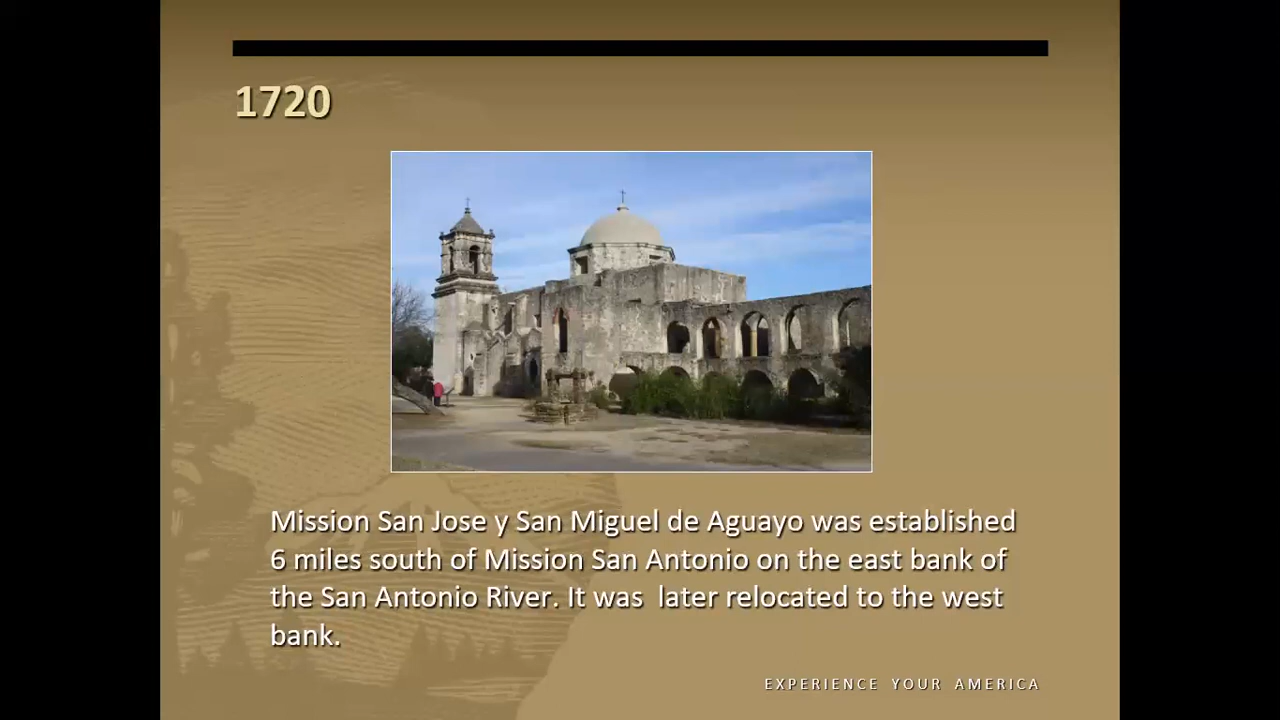 1720
Mission San Jose y San Miguel de Aguayo was established
6 miles south of Mission San Antonio on the east bank of
the San Antonio River. It was  later relocated to the west
bank.
EXPERIENCE YOUR AMERICA